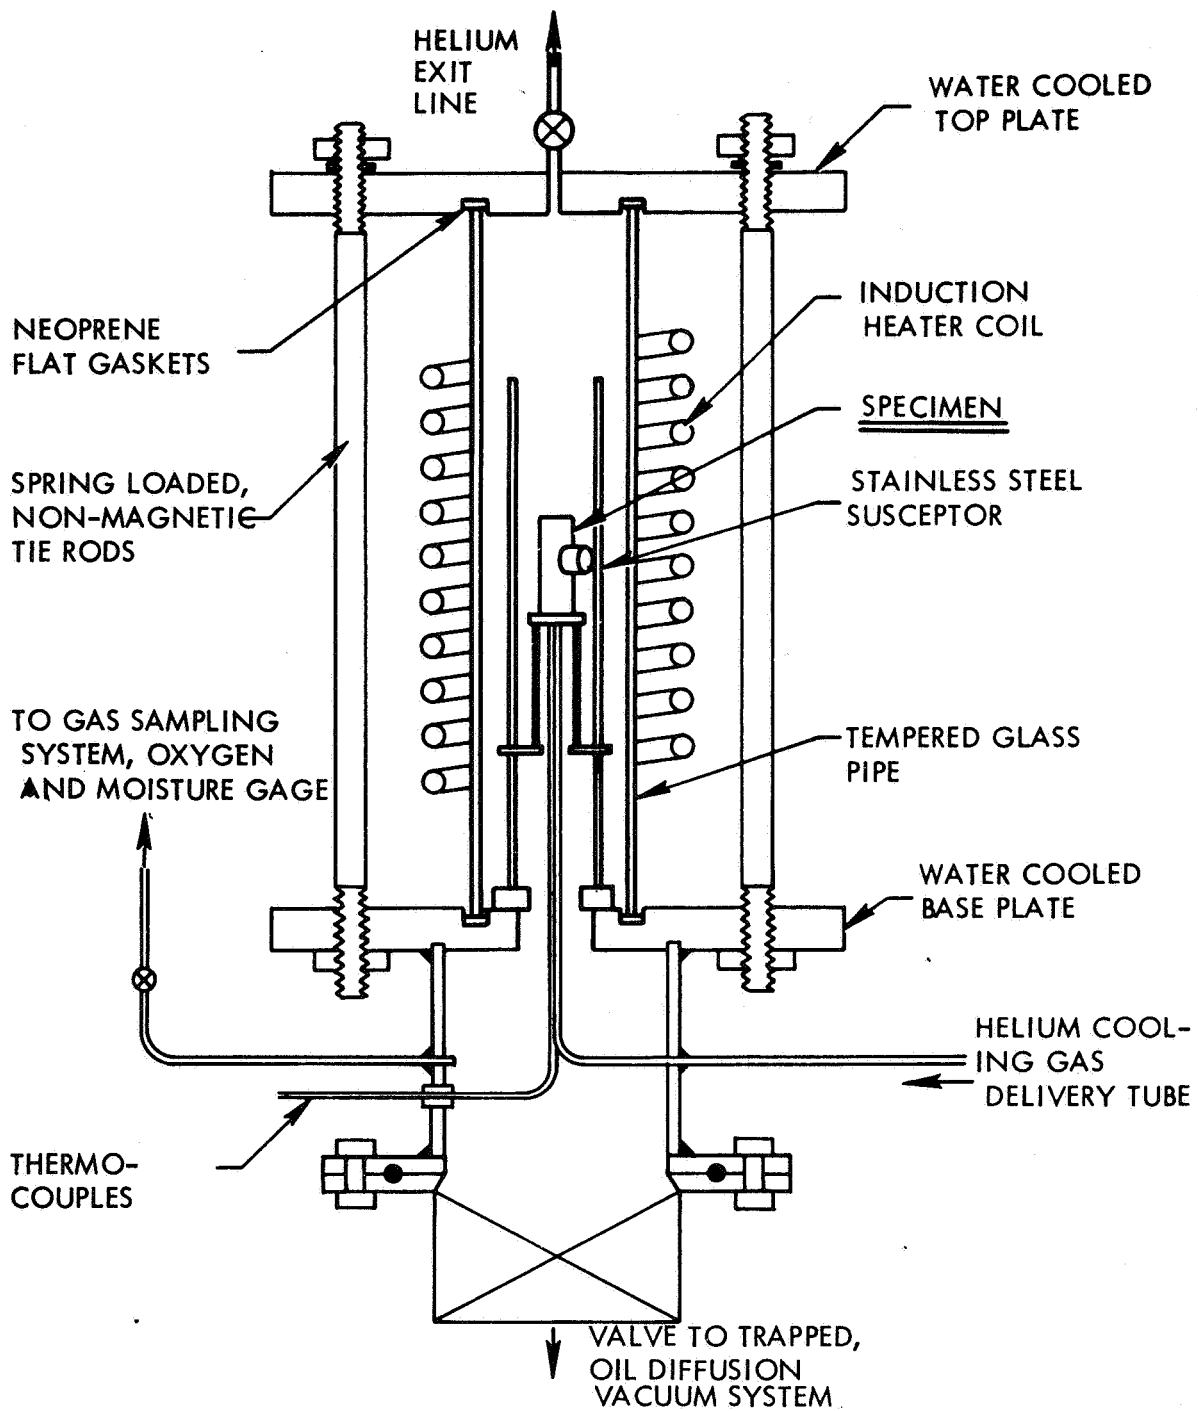 HELIUM
EXIT
LINE
WATER COOLED
TOP PLATE
NEOPRENE
FLAT GASKETS
INDUCTION
HEATER COIL
SPECIMEN
SPRING LOADED,
NON-MAGNETIC
TIE RODS
STAINLESS STEEL
SUSCEPTOR
TO GAS SAMPLING
SYSTEM, OXYGEN
AND MOISTURE GAGE
TEMPERED GLASS
PIPE
WATER COOLED
BASE PLATE
HELIUM COOL-
ING GAS
DELIVERY TUBE
THERMO-
COUPLES
VALVE TO TRAPPED,
OIL DIFFUSION
VACUUM SYSTEM